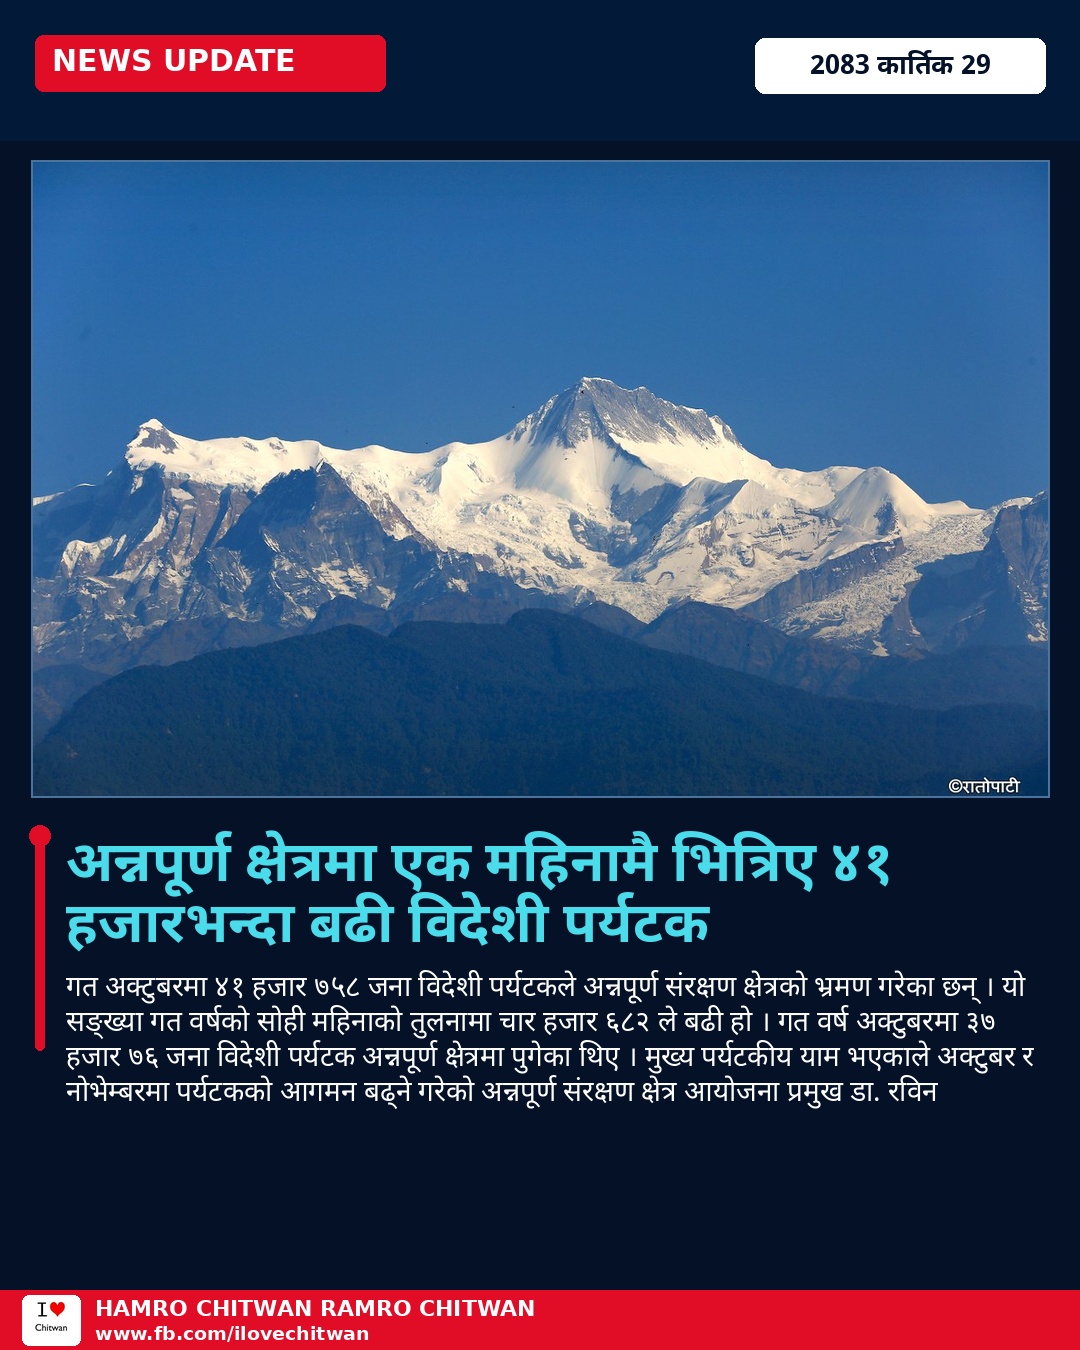 NEWS UPDATE
2083 कार्तिक 29
©रातोपाटी
अन्नपूर्ण क्षेत्रमा एक महिनामै भित्रिए ४१
हजारभन्दा बढी विदेशी पर्यटक
गत अक्टुबरमा ४१ हजार ७५८ जना विदेशी पर्यटकले अन्नपूर्ण संरक्षण क्षेत्रको भ्रमण गरेका छन् । यो
सङ्ख्या गत वर्षको सोही महिनाको तुलनामा चार हजार ६८२ ले बढी हो । गत वर्ष अक्टुबरमा ३७
हजार ७६ जना विदेशी पर्यटक अन्नपूर्ण क्षेत्रमा पुगेका थिए । मुख्य पर्यटकीय याम भएकाले अक्टुबर र
नोभेम्बरमा पर्यटकको आगमन बढ्ने गरेको अन्नपूर्ण संरक्षण क्षेत्र आयोजना प्रमुख डा. रविन
I♥
Chitwan
HAMRO CHITWAN RAMRO CHITWAN
www.fb.com/ilovechitwan